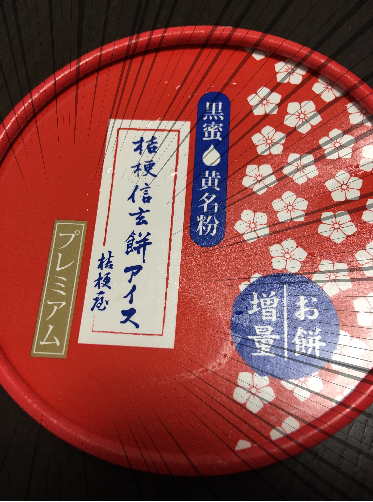 黒蜜
黄名粉
桔梗信玄餅アイス
桔梗屋
プレミアム
お餅
増量